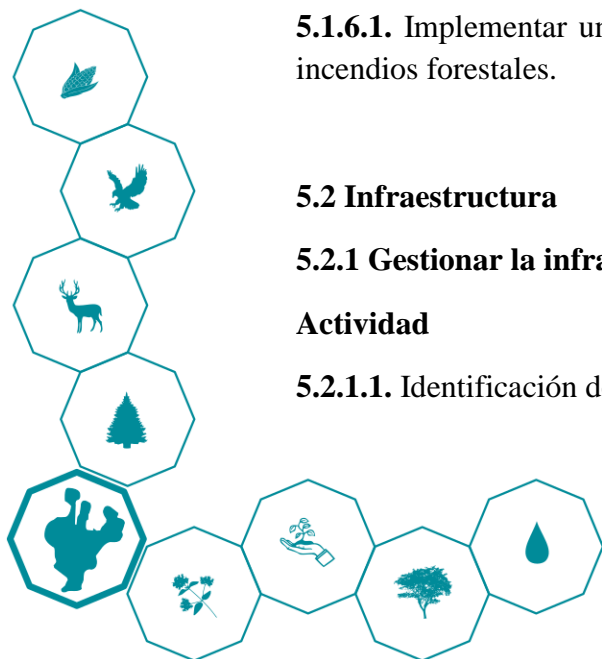 5.1.6.1. Implementar un
incendios forestales.
5.2 Infraestructura
5.2.1 Gestionar la infra
Actividad
5.2.1.1. Identificación d